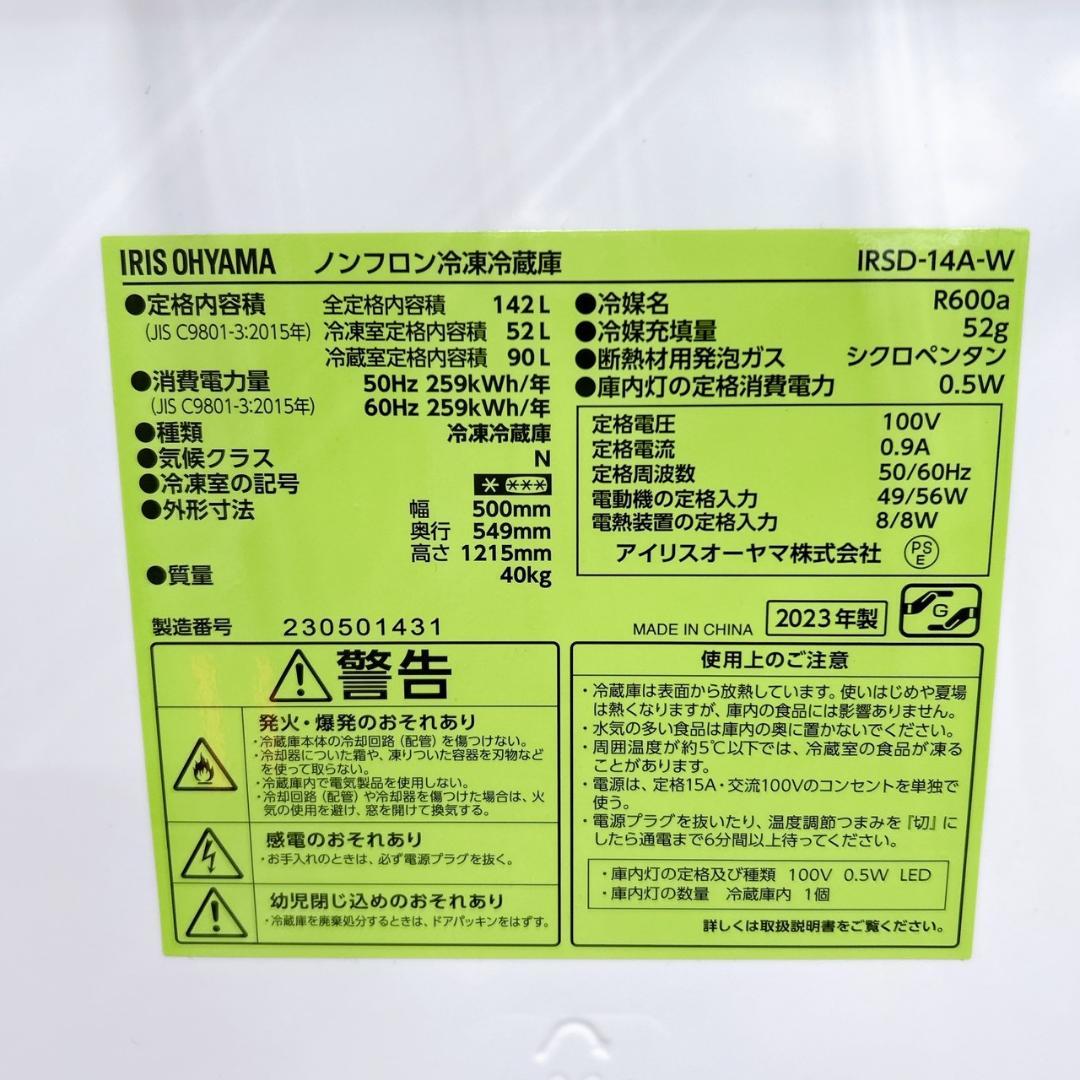 IRIS OHYAMA ノンフロン冷凍冷蔵庫 IRSD-14A-W
●定格内容積 全定格内容積 142L
(JIS C9801-3:2015年) 冷凍室定格内容積 52L
冷蔵室定格内容積 90L
●消費電力量 50Hz 259kWh/年
(JIS C9801-3:2015年) 60Hz 259kWh/年
●種類 冷凍冷蔵庫
●気候クラス N
●冷凍室の記号
●外形寸法 幅 500mm
奥行 549mm
高さ 1215mm
●質量 40kg
●冷媒名 R600a
●冷媒充填量 52g
●断熱材用発泡ガス シクロペンタン
●庫内灯の定格消費電力 0.5W
定格電圧 100V
定格電流 0.9A
定格周波数 50/60Hz
電動機の定格入力 49/56W
電熱装置の定格入力 8/8W
アイリスオーヤマ株式会社 PSE
製造番号 230501431
MADE IN CHINA 2023年製 G
警告
発火・爆発のおそれあり
・冷蔵庫本体の冷却回路（配管）を傷つけない。
・冷却器についた霜や、凍りついた容器を刃物など
を使って取らない。
・冷蔵庫内で電気製品を使用しない。
・冷却回路（配管）や冷却器を傷つけた場合は、火
気の使用を避け、窓を開けて換気する。
感電のおそれあり
・お手入れのときは、必ず電源プラグを抜く。
幼児閉じ込めのおそれあり
・冷蔵庫を廃棄処分するときは、ドアパッキンをはずす。
使用上のご注意
・冷蔵庫は表面から放熱しています。使いはじめや夏場
は熱くなりますが、庫内の食品には影響ありません。
・水気の多い食品は庫内の奥に置かないでください。
・周囲温度が約5℃以下では、冷蔵室の食品が凍る
ことがあります。
・電源は、定格15A・交流100Vのコンセントを単独で
使う。
・電源プラグを抜いたり、温度調節つまみを『切』に
したら通電まで6分間以上待ってください。
・庫内灯の定格及び種類 100V 0.5W LED
・庫内灯の数量 冷蔵庫内 1個
詳しくは取扱説明書をご覧ください。